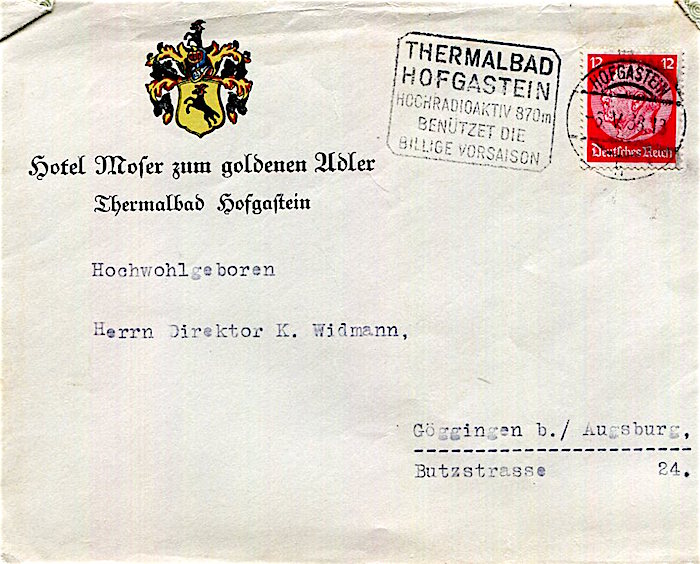 Hotel Moser zum goldenen Adler
Thermalbad Hofgastein
THERMALBAD
HOFGASTEIN
HOCHRADIOAKTIV 870m
BENÜTZET DIE
BILLIGE VORSAISON
12 12
HOFGASTEIN
Deutsches Reich
Hochwohlgeboren
Herrn Direktor K. Widmann,
Göggingen b./ Augsburg,
Butzstrasse 24.